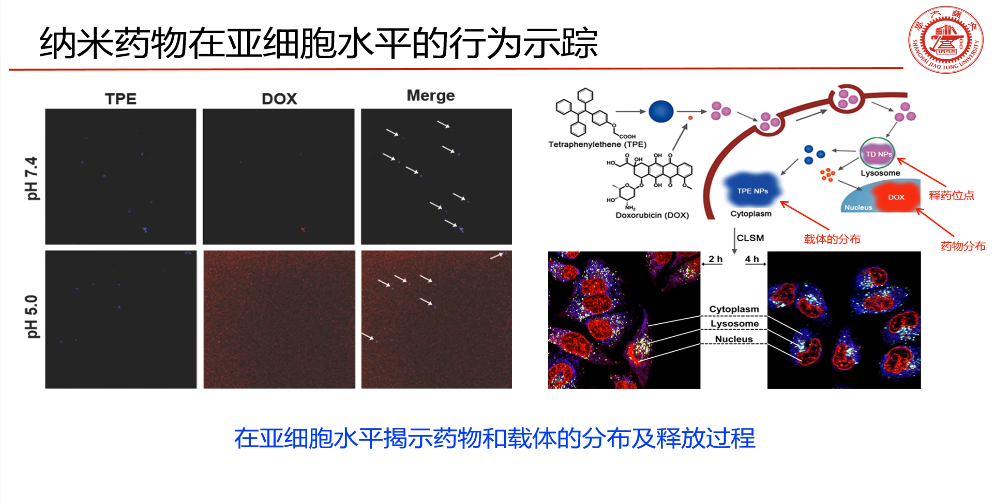 纳米药物在亚细胞水平的行为示踪
SHANGHAI JIAO TONG UNIVERSITY
TPE DOX Merge
pH 7.4
pH 5.0
COOH
Tetraphenylethene (TPE)
Doxorubicin (DOX)
TPE NPs
Cytoplasm
TD NPs
Lysosome
DOX
Nucleus
释药位点
载体的分布
药物分布
CLSM
2 h 4 h
Cytoplasm
Lysosome
Nucleus
在亚细胞水平揭示药物和载体的分布及释放过程